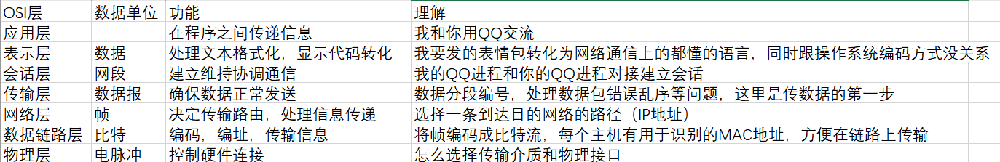 OSI层 数据单位 功能 理解
应用层 在程序之间传递信息 我和你用QQ交流
表示层 数据 处理文本格式化，显示代码转化 我要发的表情包转化为网络通信上的都懂的语言，同时跟操作系统编码方式没关系
会话层 网段 建立维持协调通信 我的QQ进程和你的QQ进程对接建立会话
传输层 数据报 确保数据正常发送 数据分段编号，处理数据包错误乱序等问题，这里是传数据的第一步
网络层 帧 决定传输路由，处理信息传递 选择一条到达目的网络的路径（IP地址）
数据链路层 比特 编码，编址，传输信息 将帧编码成比特流，每个主机有用于识别的MAC地址，方便在链路上传输
物理层 电脉冲 控制硬件连接 怎么选择传输介质和物理接口